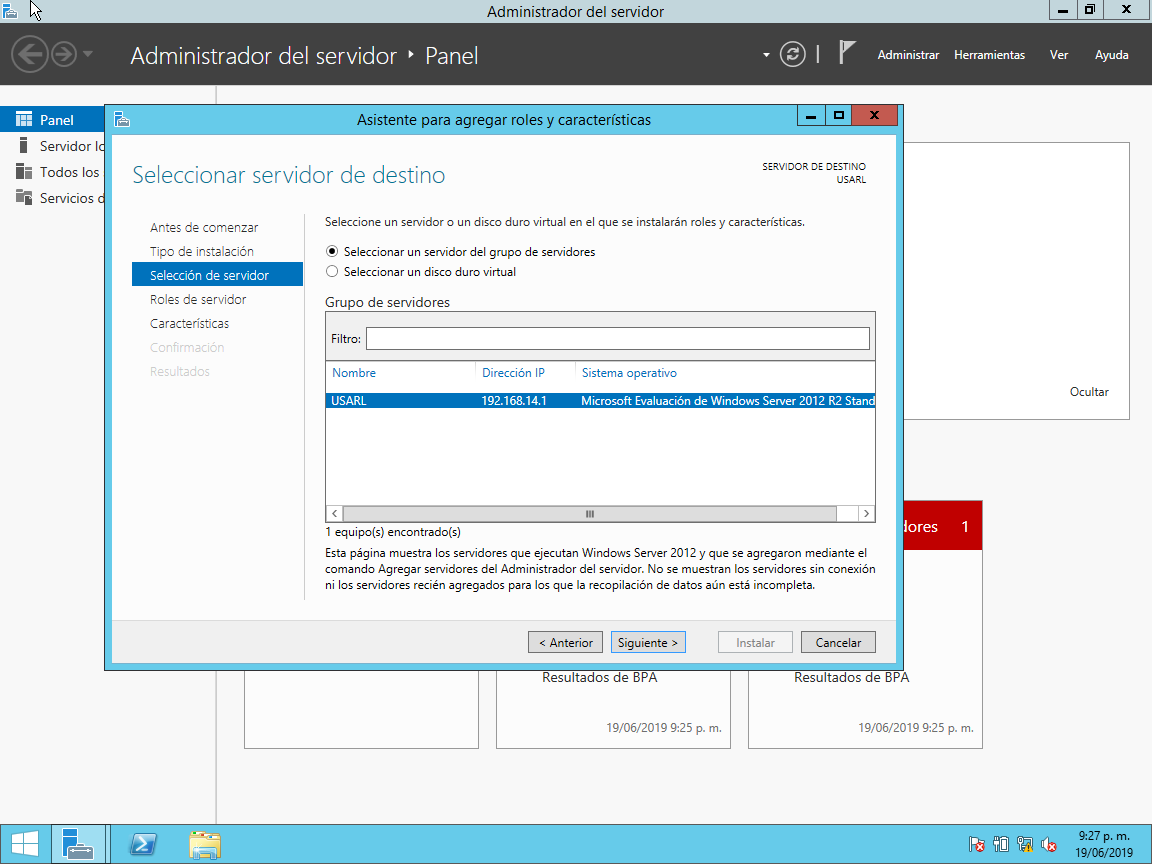 Administrador del servidor
Administrador del servidor ‣ Panel
Administrar Herramientas Ver Ayuda
Panel
Servidor lo
Todos los
Servicios d
Asistente para agregar roles y características
Seleccionar servidor de destino
SERVIDOR DE DESTINO
USARL
Antes de comenzar
Tipo de instalación
Selección de servidor
Roles de servidor
Características
Confirmación
Resultados
Seleccione un servidor o un disco duro virtual en el que se instalarán roles y características.
Seleccionar un servidor del grupo de servidores
Seleccionar un disco duro virtual
Grupo de servidores
Filtro:
Nombre Dirección IP Sistema operativo
USARL 192.168.14.1 Microsoft Evaluación de Windows Server 2012 R2 Stand
1 equipo(s) encontrado(s)
Esta página muestra los servidores que ejecutan Windows Server 2012 y que se agregaron mediante el
comando Agregar servidores del Administrador del servidor. No se muestran los servidores sin conexión
ni los servidores recién agregados para los que la recopilación de datos aún está incompleta.
< Anterior Siguiente > Instalar Cancelar
Ocultar
dores 1
Resultados de BPA
19/06/2019 9:25 p. m.
Resultados de BPA
19/06/2019 9:25 p. m.
9:27 p. m.
19/06/2019